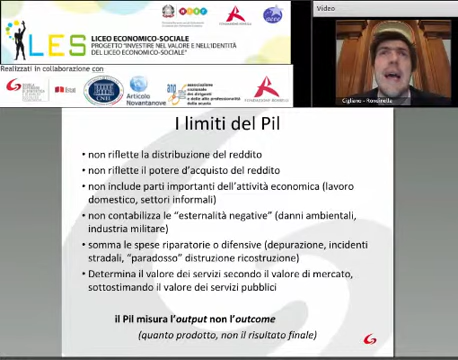 LES
LICEO ECONOMICO-SOCIALE
PROGETTO "INVESTIRE NEL VALORE E NELL'IDENTITÀ
DEL LICEO ECONOMICO-SOCIALE"
Realizzati in collaborazione con
Articolo
Novantanove
Video
Cigliano - Rominella
I limiti del Pil
• non riflette la distribuzione del reddito
• non riflette il potere d'acquisto del reddito
• non include parti importanti dell'attività economica (lavoro
domestico, settori informali)
• non contabilizza le "esternalità negative" (danni ambientali,
industria militare)
• somma le spese riparatorie o difensive (depurazione, incidenti
stradali, "paradosso" distruzione ricostruzione)
• Determina il valore dei servizi secondo il valore di mercato,
sottostimando il valore dei servizi pubblici
il Pil misura l'output non l'outcome
(quanto prodotto, non il risultato finale)